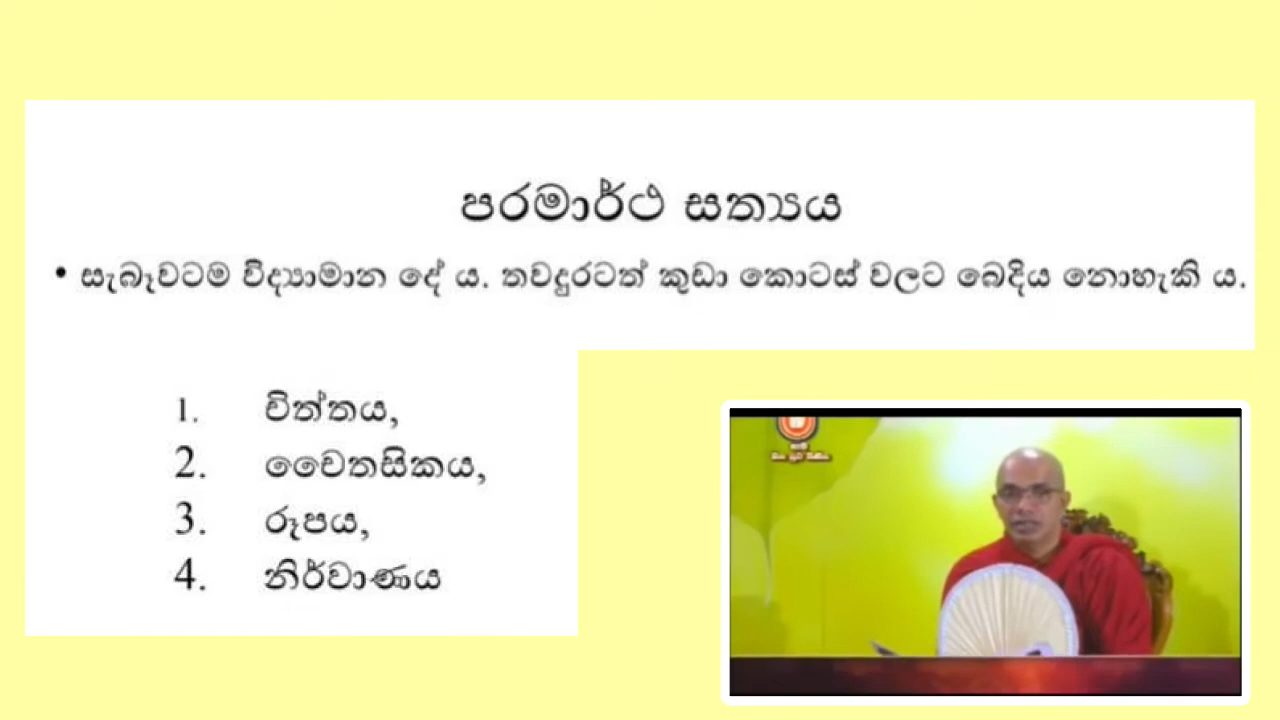 පරමාර්ථ සත්‍යය
• සැබෑවටම විද්‍යාමාන දේ ය. තවදුරටත් කුඩා කොටස් වලට බෙදිය නොහැකි ය.
1. චිත්තය,
2. චෛතසිකය,
3. රූපය,
4. නිර්වාණය